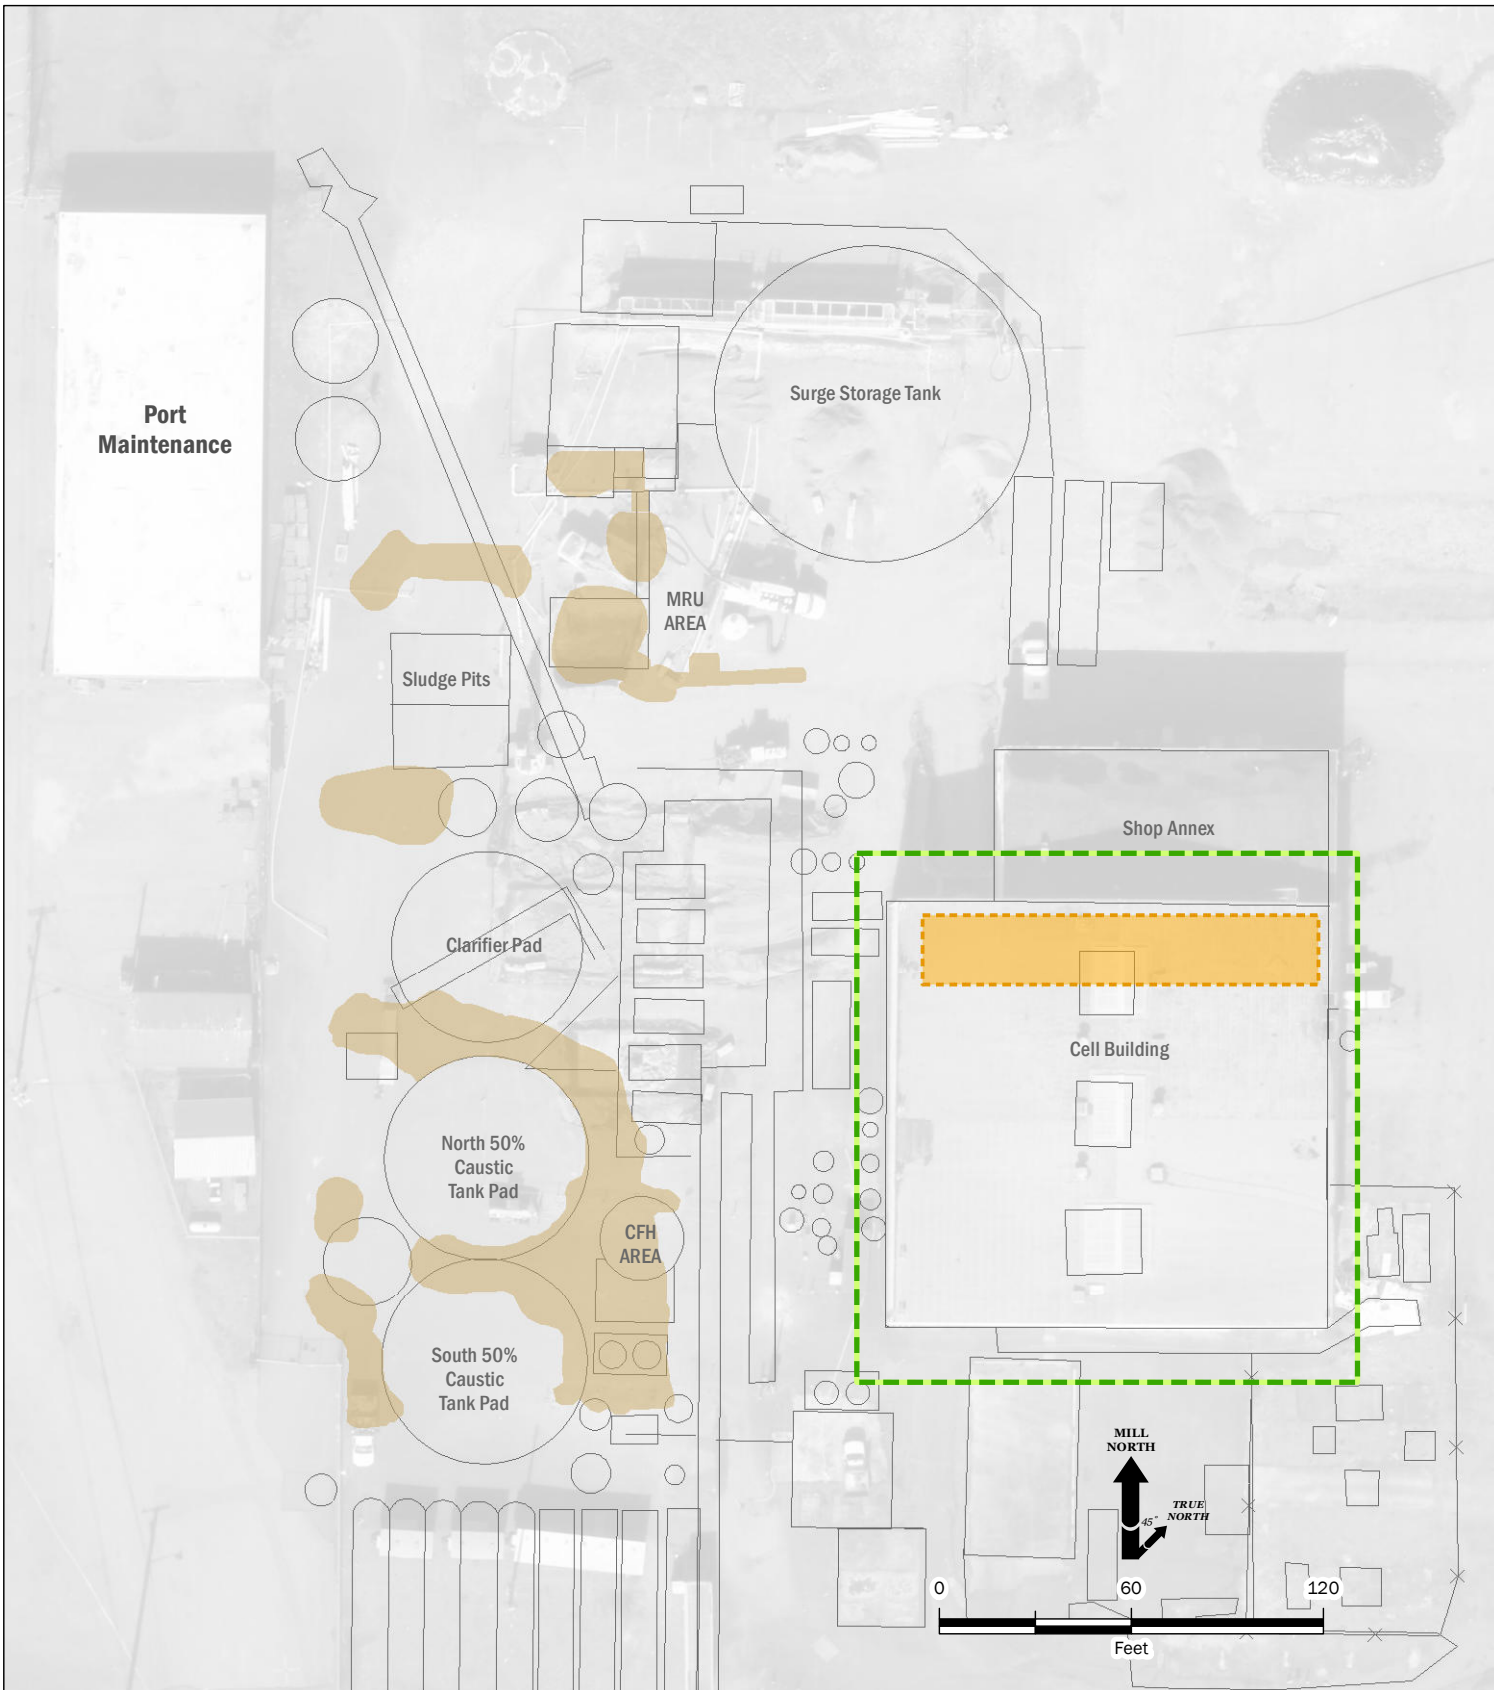 Surge Storage Tank
Port
Maintenance
MRU
AREA
Sludge Pits
Shop Annex
Clarifier Pad
Cell Building
North 50%
Caustic
Tank Pad
CFH
AREA
South 50%
Caustic
Tank Pad
MILL
NORTH
TRUE
NORTH
45°
0
60
120
Feet